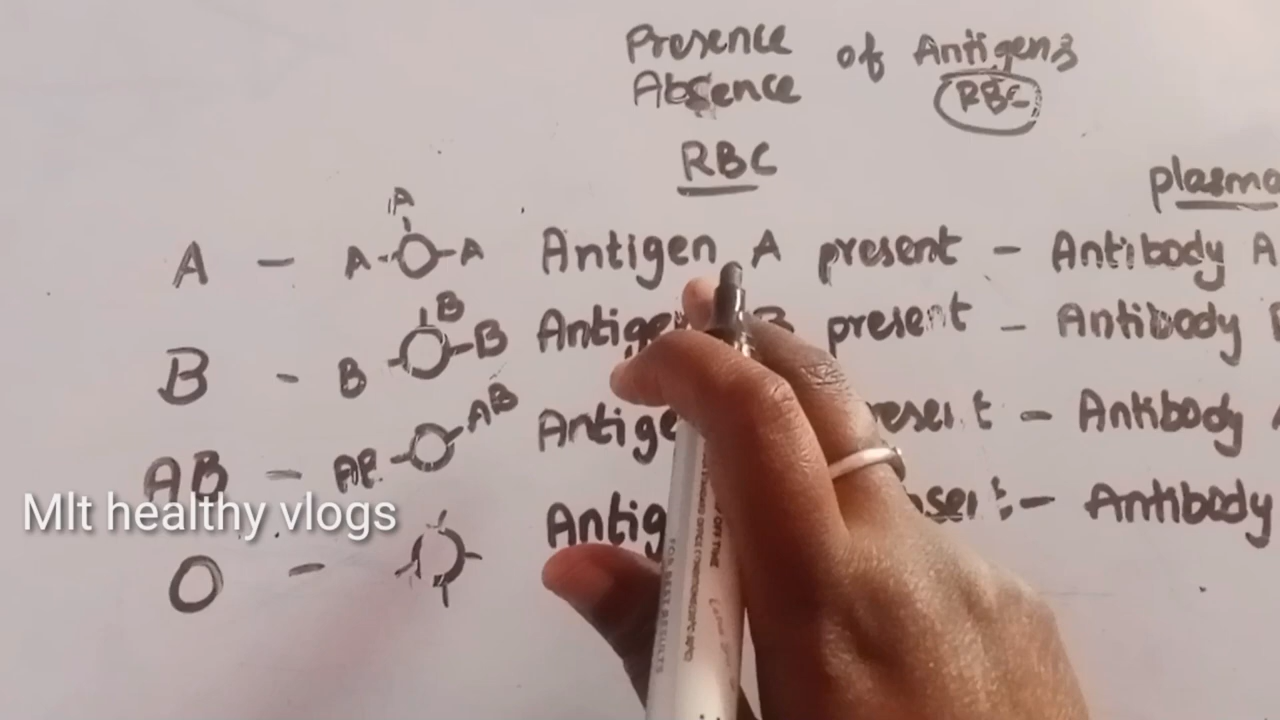 Presence
Absence of Antigens
RBC
RBC
plasma
A
A - A A Antigen A present - Antibody A
B
B - B B Antigen B present - Antibody
AB
AB - AB Antige present - Antibody
Mlt healthy vlogs
O - Antig - Antibody